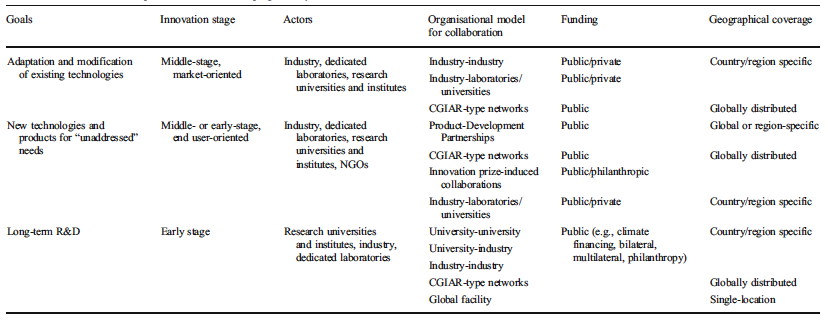 Goals Innovation stage Actors Organisational model Funding Geographical coverage
for collaboration
Adaptation and modification Middle-stage, Industry, dedicated Industry-industry Public/private Country/region specific
of existing technologies market-oriented laboratories, research Industry-laboratories/ Public/private
universities and institutes universities
CGIAR-type networks Public Globally distributed
New technologies and Middle- or early-stage, Industry, dedicated Product-Development Public Global or region-specific
products for “unaddressed” end user-oriented laboratories, research Partnerships
needs universities and CGIAR-type networks Public Globally distributed
institutes, NGOs Innovation prize-induced Public/philanthropic
collaborations
Industry-laboratories/ Public/private Country/region specific
universities
Long-term R&D Early stage Research universities University-university Public (e.g., climate Country/region specific
and institutes, industry, University-industry financing, bilateral,
dedicated laboratories Industry-industry multilateral, philanthropy)
CGIAR-type networks Globally distributed
Global facility Single-location